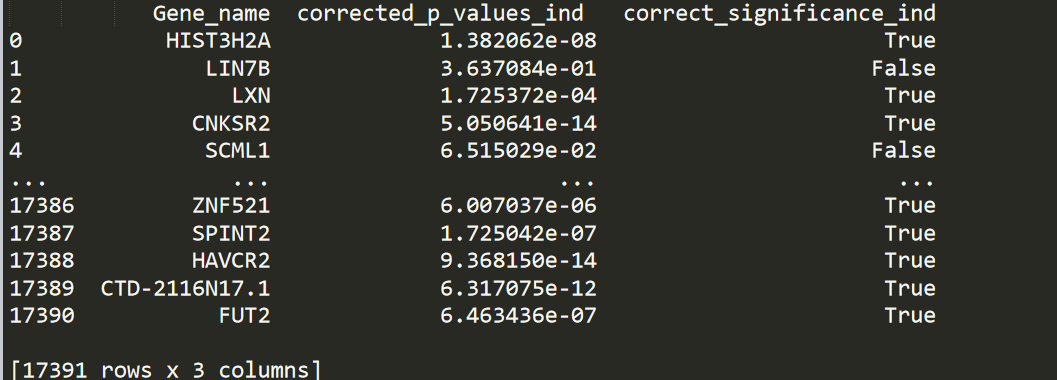 Gene_name corrected_p_values_ind correct_significance_ind
0 HIST3H2A 1.382062e-08 True
1 LIN7B 3.637084e-01 False
2 LXN 1.725372e-04 True
3 CNKSR2 5.050641e-14 True
4 SCML1 6.515029e-02 False
... ... ... ...
17386 ZNF521 6.007037e-06 True
17387 SPINT2 1.725042e-07 True
17388 HAVCR2 9.368150e-14 True
17389 CTD-2116N17.1 6.317075e-12 True
17390 FUT2 6.463436e-07 True
[17391 rows x 3 columns]